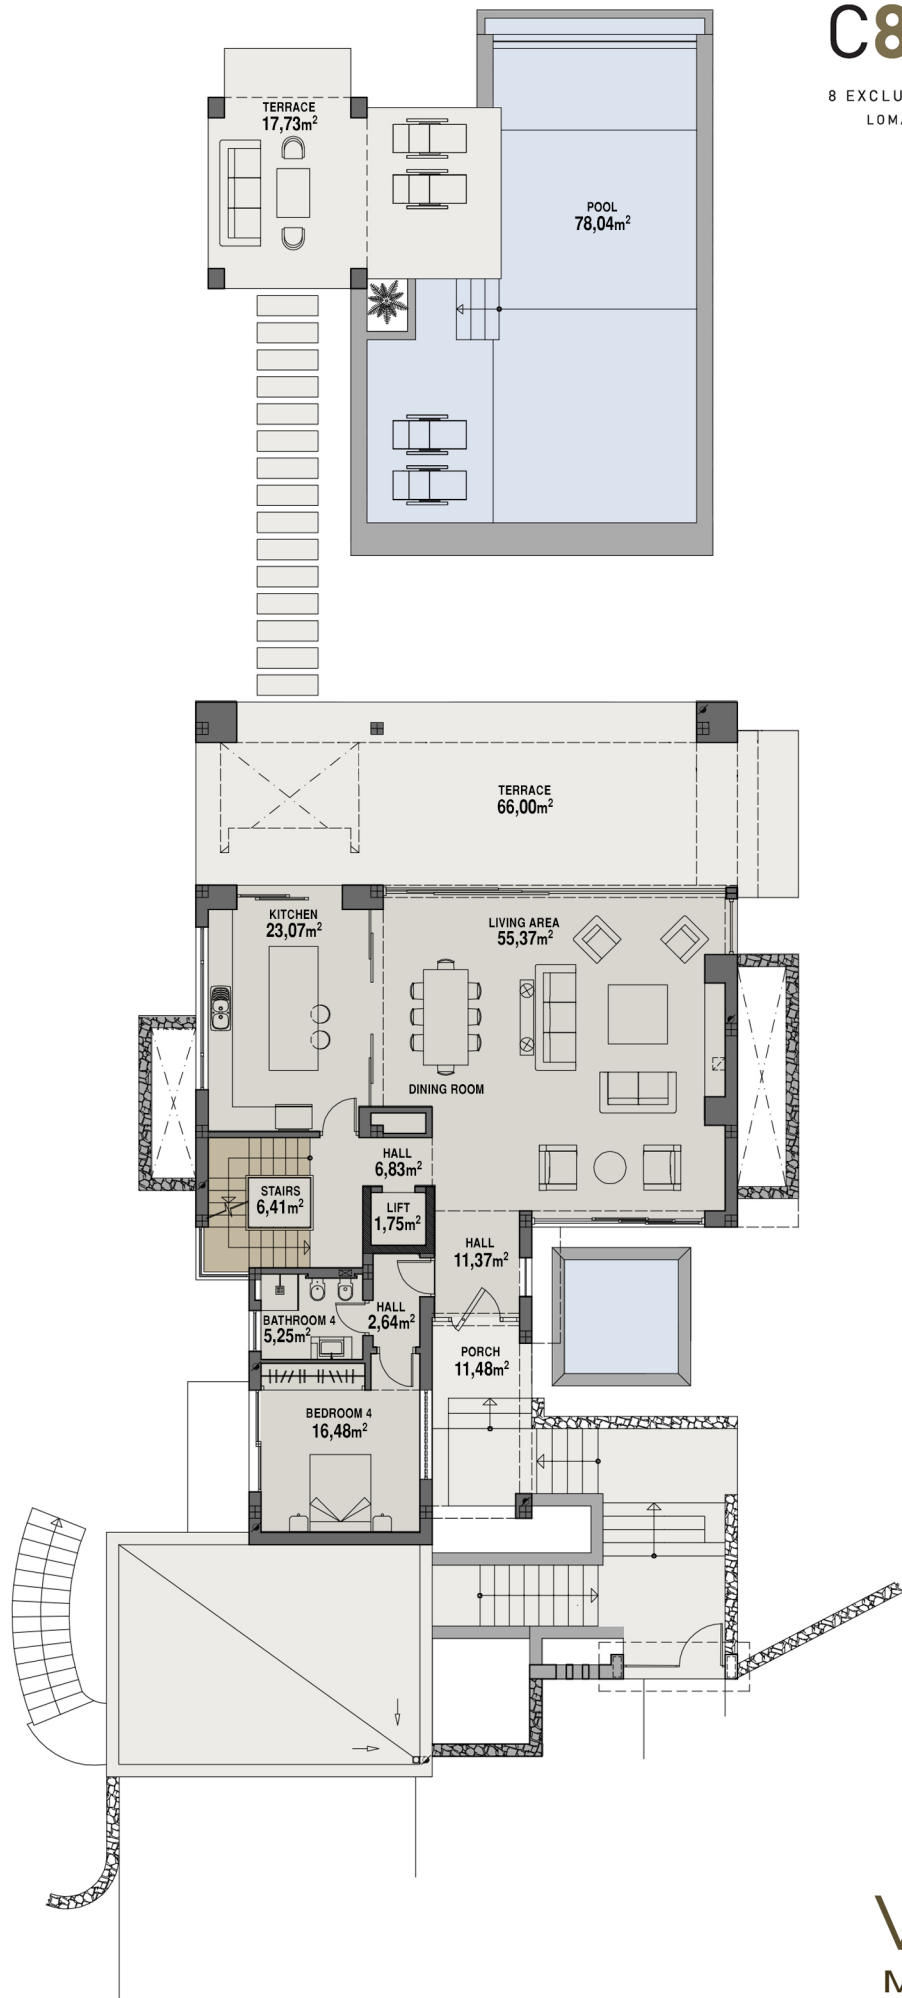 C8
8 EXCLU
LOMA
TERRACE
17,73m²
POOL
78,04m²
TERRACE
66,00m²
KITCHEN
23,07m²
LIVING AREA
55,37m²
DINING ROOM
HALL
6,83m²
STAIRS
6,41m²
LIFT
1,75m²
HALL
11,37m²
BATHROOM 4
5,25m²
HALL
2,64m²
PORCH
11,48m²
BEDROOM 4
16,48m²
V
M